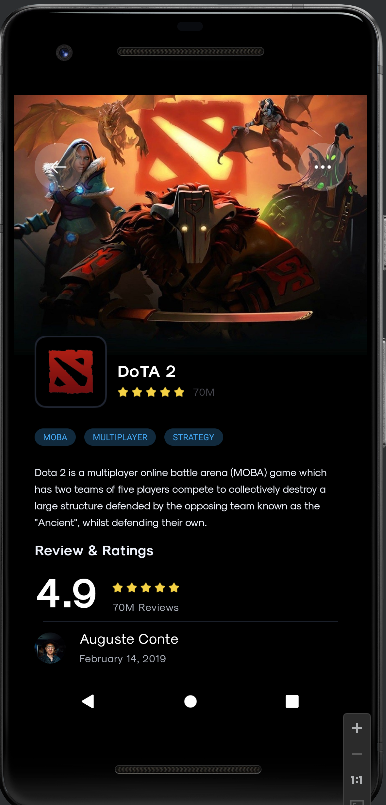 DoTA 2
70M
MOBA MULTIPLAYER STRATEGY
Dota 2 is a multiplayer online battle arena (MOBA) game which
has two teams of five players compete to collectively destroy a
large structure defended by the opposing team known as the
"Ancient", whilst defending their own.
Review & Ratings
4.9
70M Reviews
Auguste Conte
February 14, 2019
1:1